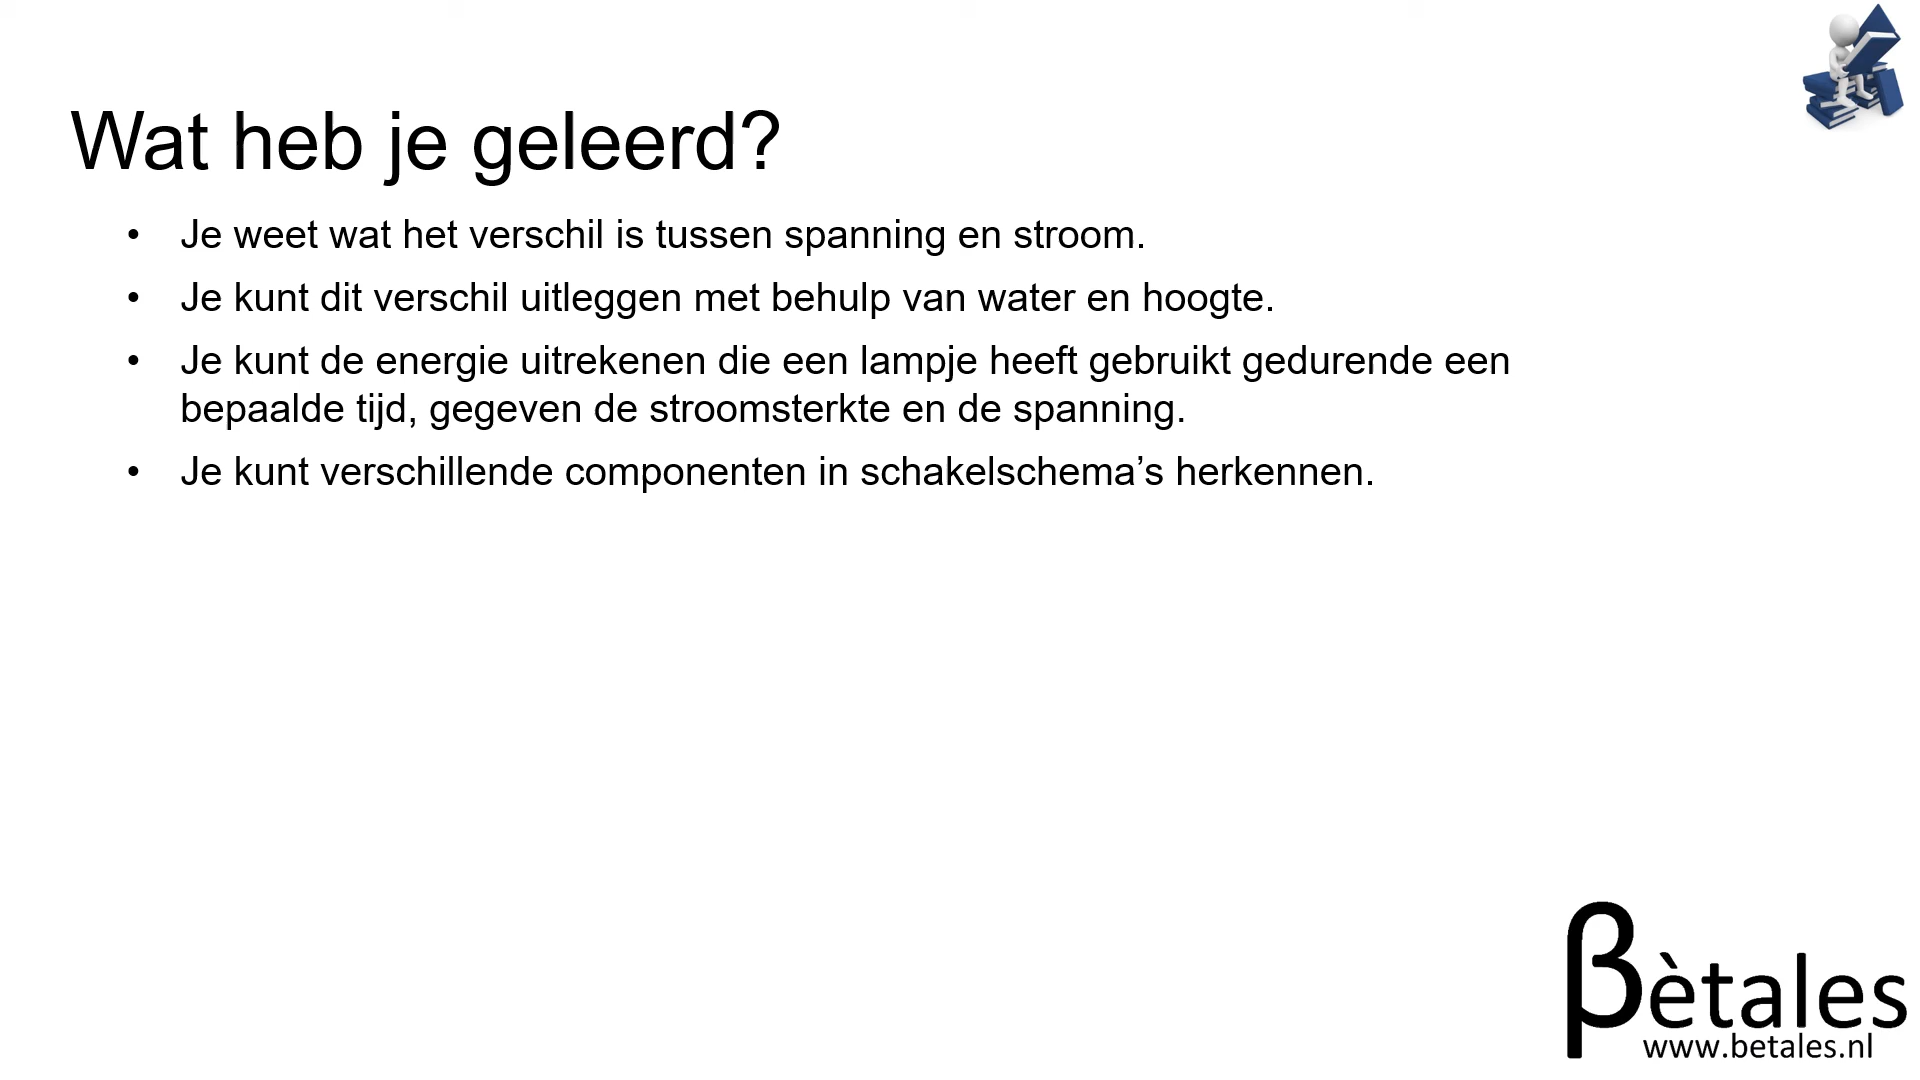 Wat heb je geleerd?
• Je weet wat het verschil is tussen spanning en stroom.
• Je kunt dit verschil uitleggen met behulp van water en hoogte.
• Je kunt de energie uitrekenen die een lampje heeft gebruikt gedurende een
bepaalde tijd, gegeven de stroomsterkte en de spanning.
• Je kunt verschillende componenten in schakelschema’s herkennen.
βètales
www.betales.nl